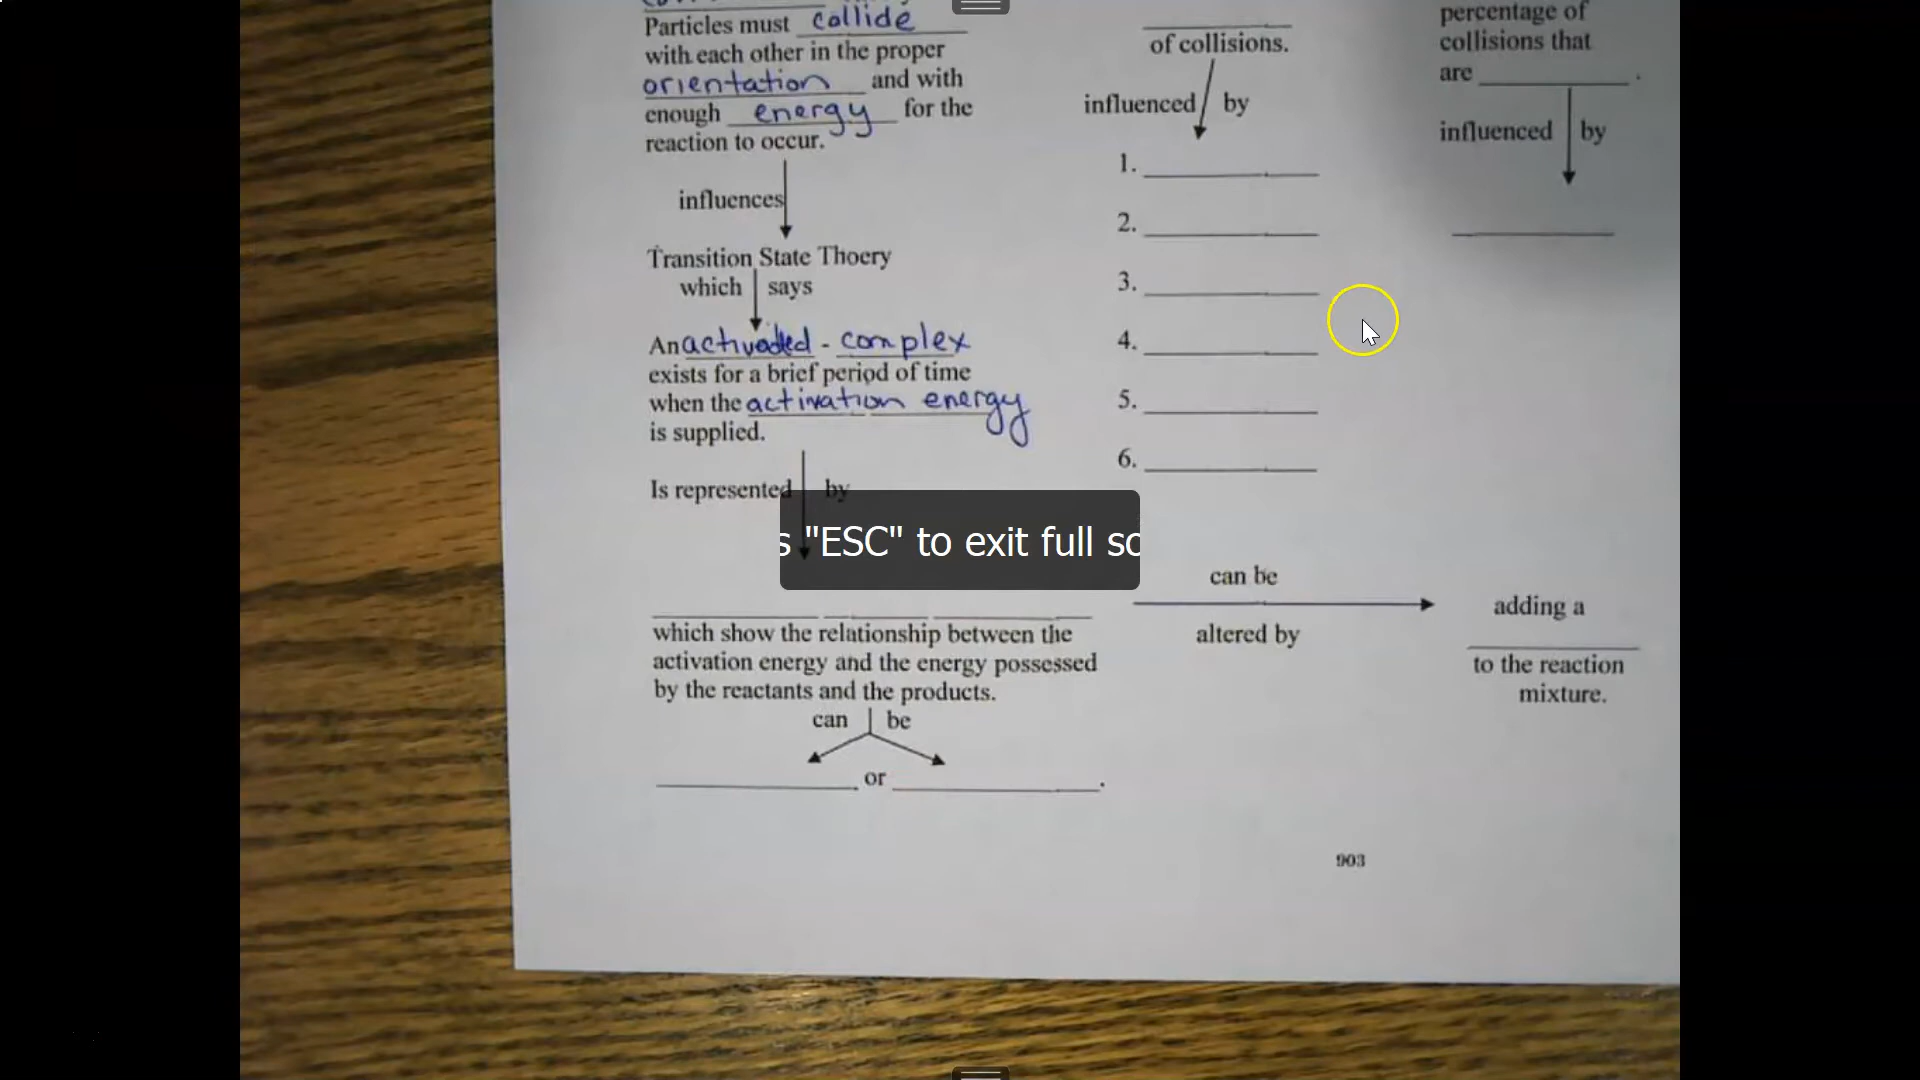 Particles must collide
with each other in the proper
orientation and with
enough energy for the
reaction to occur.
influences
Transition State Thoery
which says
An activated - complex
exists for a brief period of time
when the activation energy
is supplied.
Is represented by
which show the relationship between the
activation energy and the energy possessed
by the reactants and the products.
can be
or .
of collisions.
influenced by
1.
2.
3.
4.
5.
6.
can be
altered by
percentage of
collisions that
are .
influenced by
adding a
to the reaction
mixture.
"ESC" to exit full
903